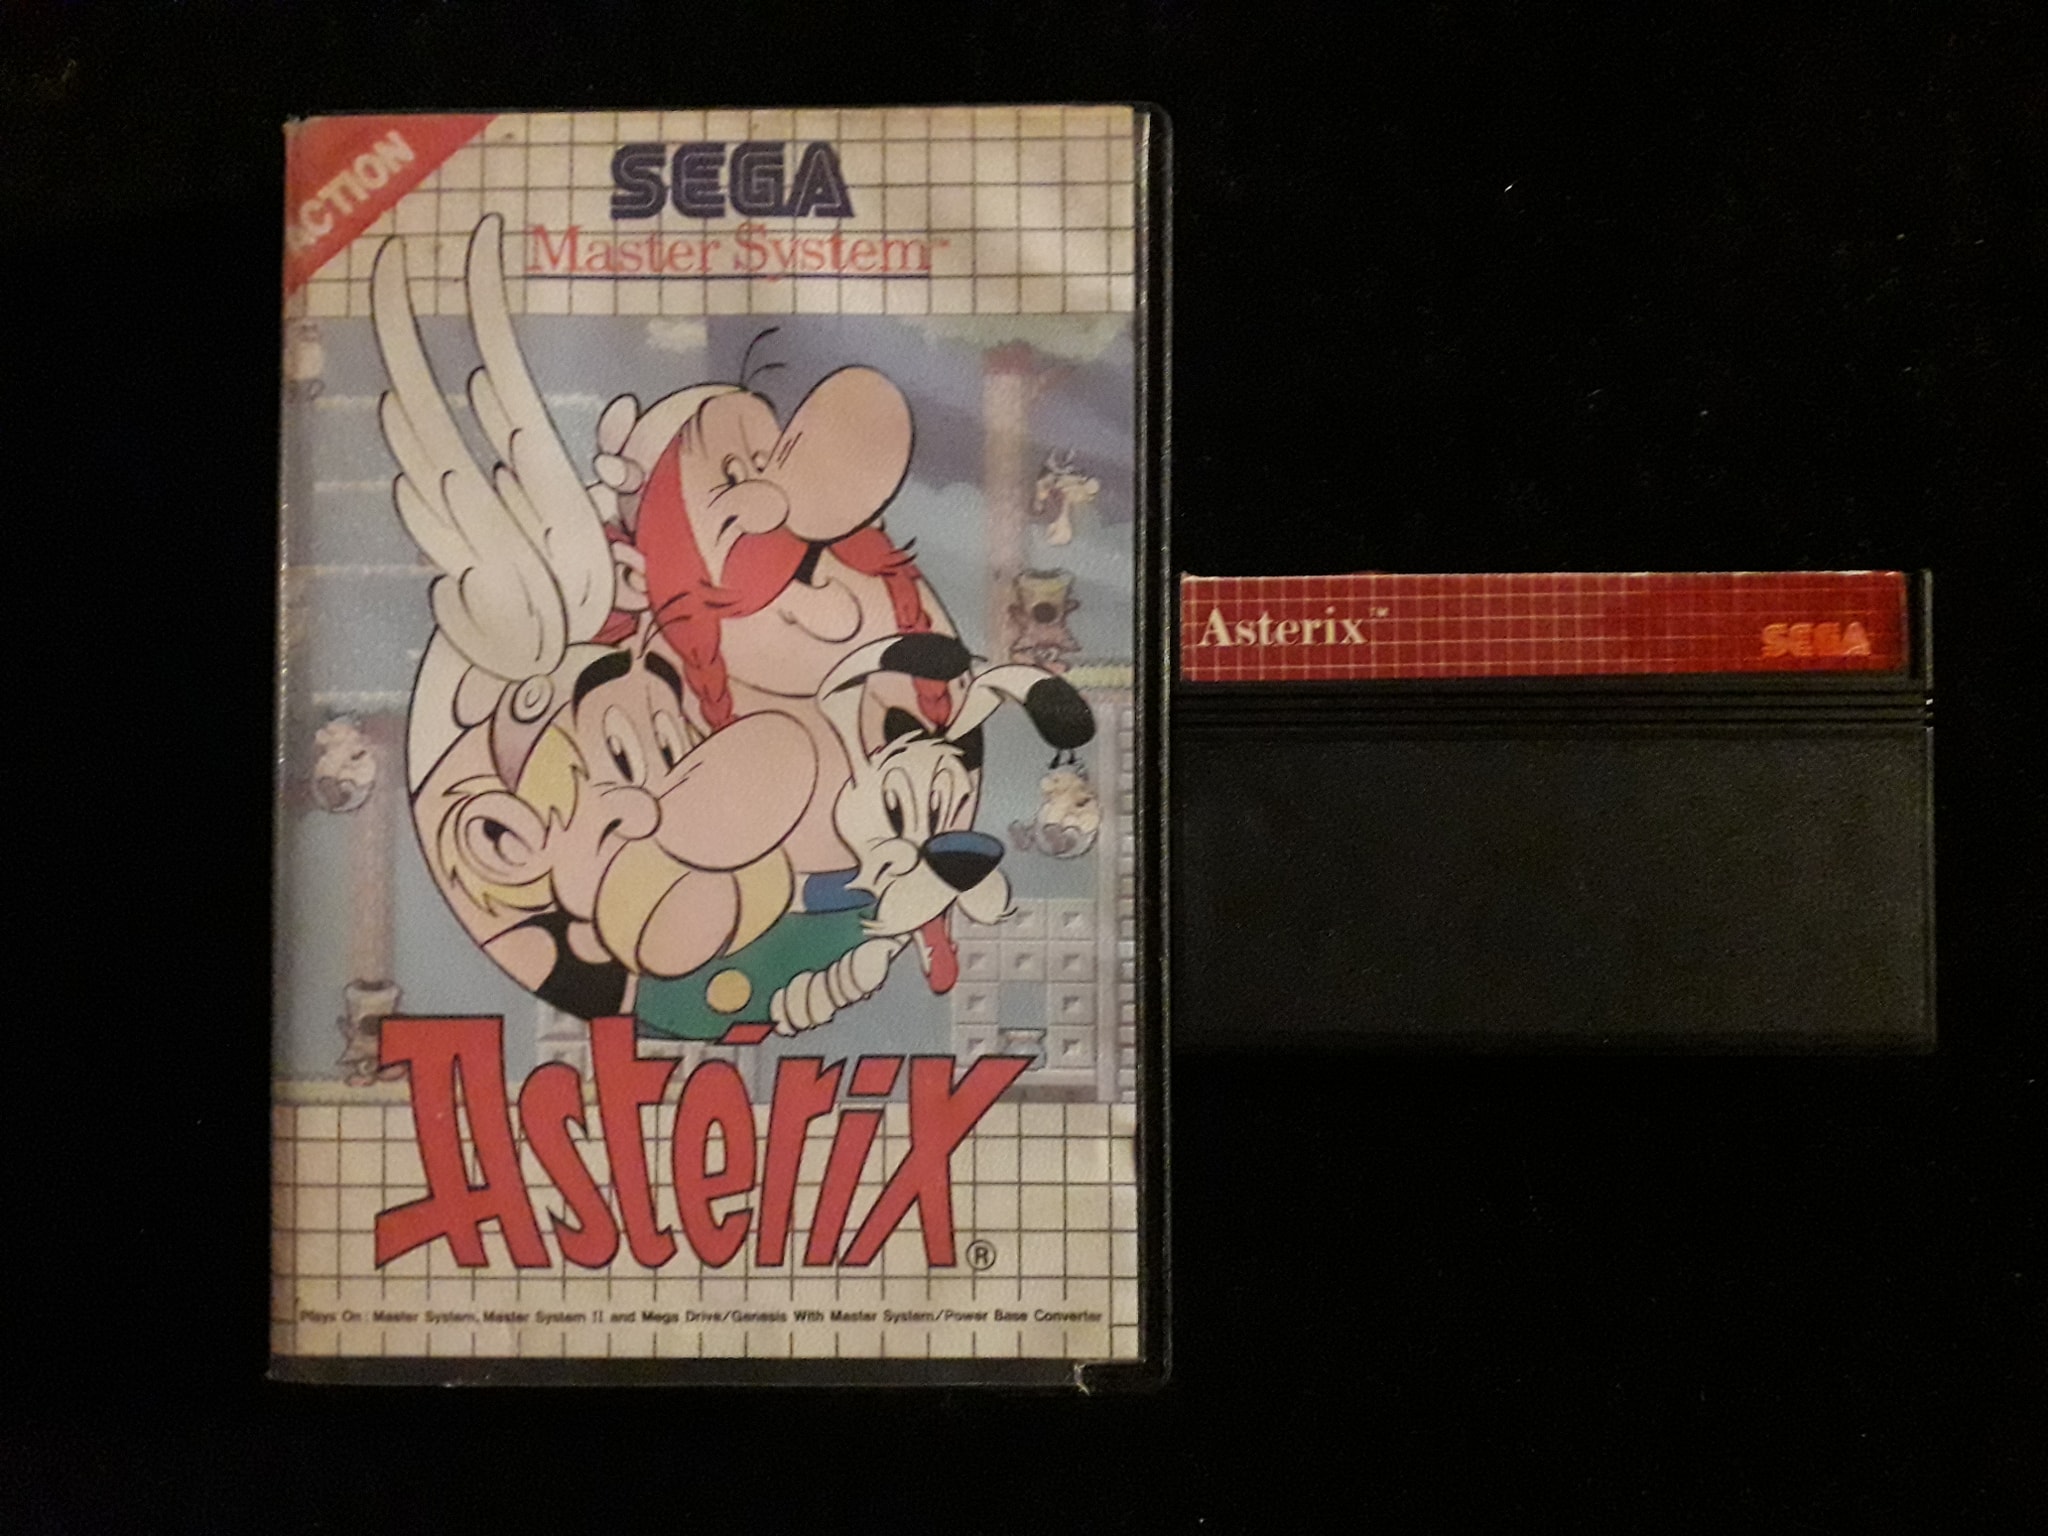 ACTION
SEGA
Master System™
Astérix®
Plays On: Master System, Master System II and Mega Drive/Genesis With Master System/Power Base Converter
Asterix™
SEGA